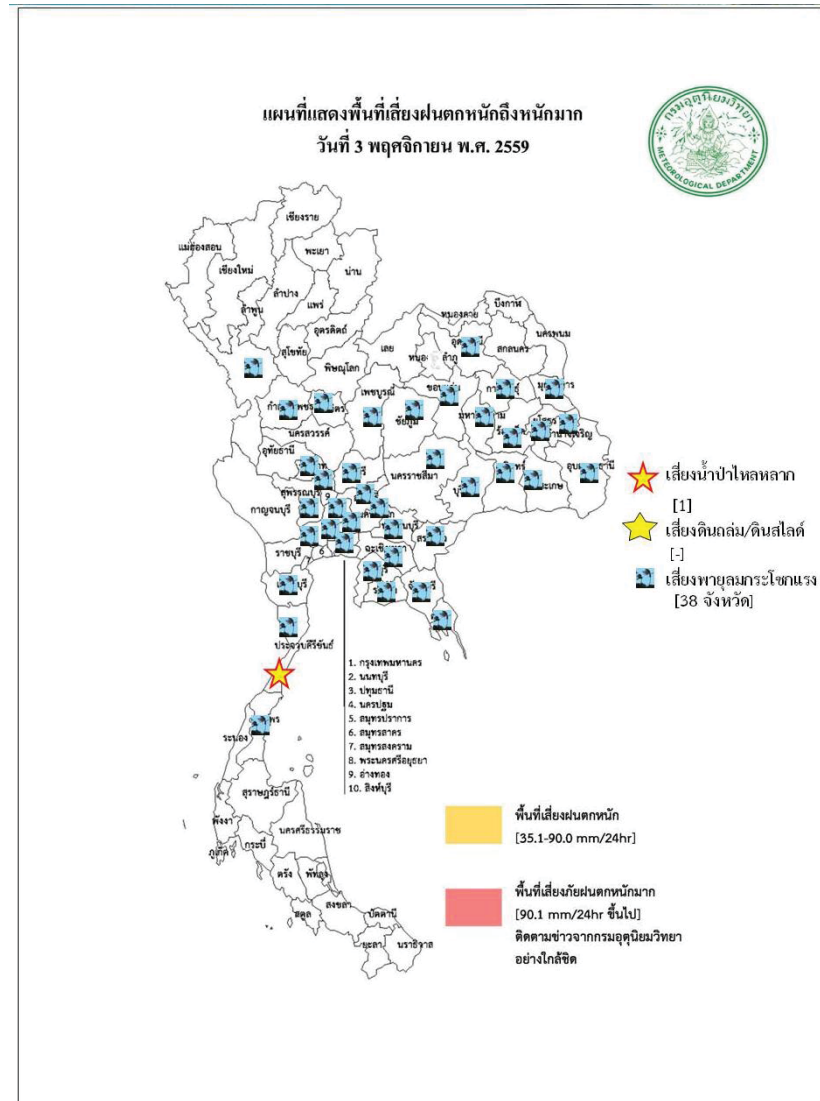 แผนที่แสดงพื้นที่เสี่ยงฝนตกหนักถึงหนักมาก
วันที่ 3 พฤศจิกายน พ.ศ. 2559
กรมอุตุนิยมวิทยา
METEOROLOGICAL DEPARTMENT
เชียงราย
แม่ฮ่องสอน
พะเยา
เชียงใหม่
น่าน
ลำปาง
ลำพูน
แพร่
บึงกาฬ
หนองคาย
อุตรดิตถ์
นครพนม
สุโขทัย
เลย
สกลนคร
พิษณุโลก
เพชรบูรณ์
ชัยภูมิ
นครสวรรค์
อุทัยธานี
นครราชสีมา
สุพรรณบุรี
9
กาญจนบุรี
ราชบุรี
6
ประจวบคีรีขันธ์
เสี่ยงน้ำป่าไหลหลาก
[1]
เสี่ยงดินถล่ม/ดินสไลด์
[-]
เสี่ยงพายุลมกระโชกแรง
[38 จังหวัด]
1. กรุงเทพมหานคร
2. นนทบุรี
3. ปทุมธานี
4. นครปฐม
5. สมุทรปราการ
6. สมุทรสาคร
7. สมุทรสงคราม
8. พระนครศรีอยุธยา
9. อ่างทอง
10. สิงห์บุรี
ระนอง
สุราษฎร์ธานี
พังงา
นครศรีธรรมราช
ภูเก็ต
กระบี่
ตรัง
พัทลุง
สตูล
สงขลา
ปัตตานี
ยะลา
นราธิวาส
พื้นที่เสี่ยงฝนตกหนัก
[35.1-90.0 mm/24hr]
พื้นที่เสี่ยงภัยฝนตกหนักมาก
[90.1 mm/24hr ขึ้นไป]
ติดตามข่าวจากกรมอุตุนิยมวิทยา
อย่างใกล้ชิด